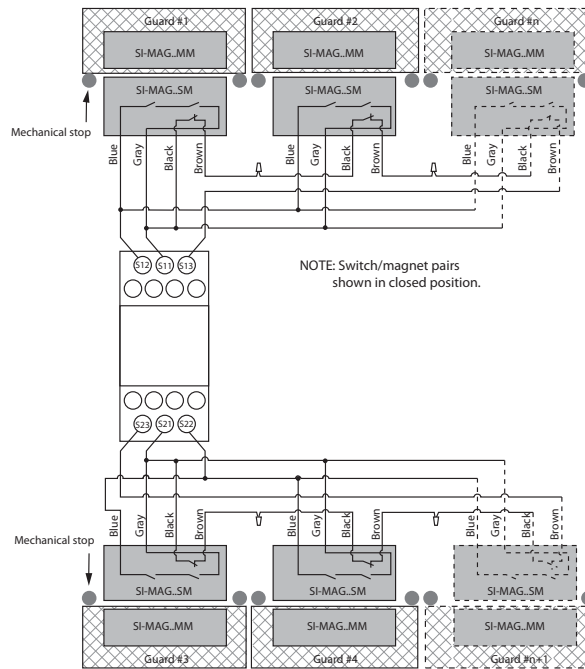 Guard #1
Guard #2
Guard #n
SI-MAG..MM
SI-MAG..MM
SI-MAG..MM
SI-MAG..SM
SI-MAG..SM
SI-MAG..SM
Mechanical stop
Blue
Gray
Black
Brown
Blue
Gray
Black
Brown
Blue
Gray
Black
Brown
S12
S11
S13
NOTE: Switch/magnet pairs
shown in closed position.
S23
S21
S22
Blue
Gray
Black
Brown
Blue
Gray
Black
Brown
Blue
Gray
Black
Brown
Mechanical stop
SI-MAG..SM
SI-MAG..SM
SI-MAG..SM
SI-MAG..MM
SI-MAG..MM
SI-MAG..MM
Guard #3
Guard #4
Guard #n+1